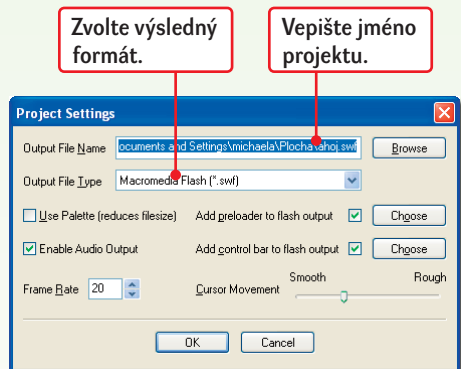 Zvolte výsledný
formát.
Vepište jméno
projektu.
Project Settings
Output File Name ocuments and Settings\michaela\Plocha\ahoj.swf Browse
Output File Type Macromedia Flash (*.swf)
Use Palette (reduces filesize) Add preloader to flash output Choose
Enable Audio Output Add control bar to flash output Choose
Smooth Rough
Frame Rate 20 Cursor Movement
OK Cancel